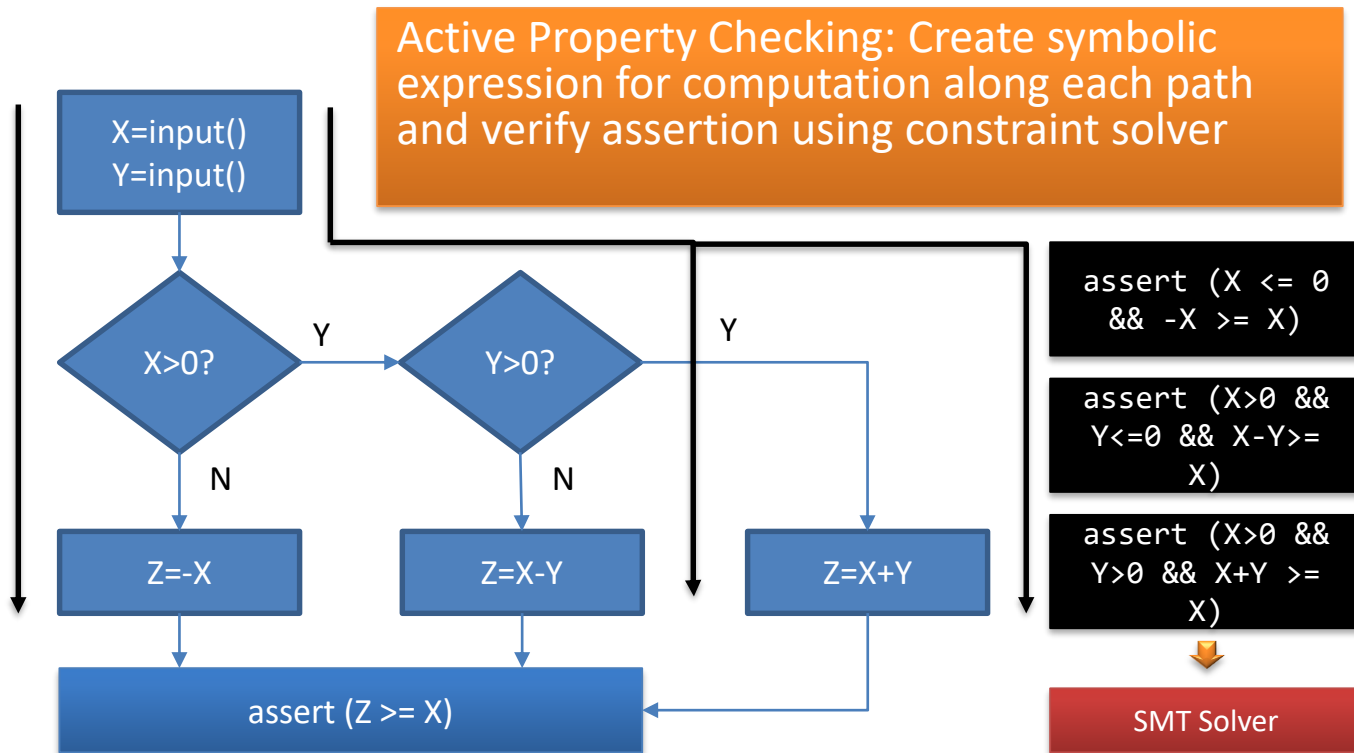 Active Property Checking: Create symbolic
expression for computation along each path
and verify assertion using constraint solver
X=input()
Y=input()
X>0?
Y
Y>0?
Y
N
N
Z=-X
Z=X-Y
Z=X+Y
assert (Z >= X)
assert (X <= 0
&& -X >= X)
assert (X>0 &&
Y<=0 && X-Y>=
X)
assert (X>0 &&
Y>0 && X+Y >=
X)
SMT Solver